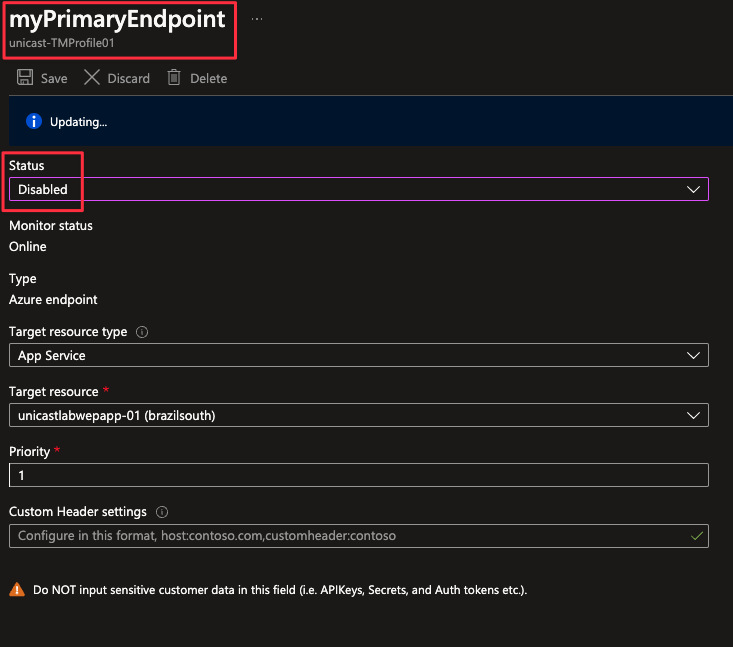 myPrimaryEndpoint ...
unicast-TMProfile01
Save Discard Delete
Updating...
Status
Disabled
Monitor status
Online
Type
Azure endpoint
Target resource type
App Service
Target resource *
unicastlabwepapp-01 (brazilsouth)
Priority *
1
Custom Header settings
Configure in this format, host:contoso.com,customheader:contoso
Do NOT input sensitive customer data in this field (i.e. APIKeys, Secrets, and Auth tokens etc.).